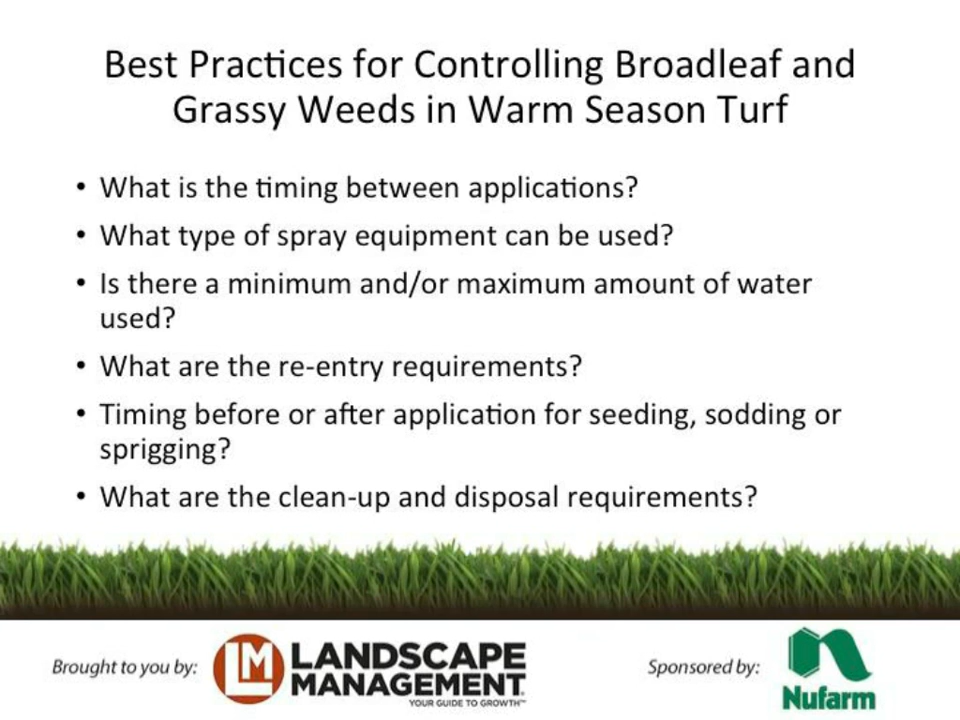 Best Practices for Controlling Broadleaf and
Grassy Weeds in Warm Season Turf
• What is the timing between applications?
• What type of spray equipment can be used?
• Is there a minimum and/or maximum amount of water
used?
• What are the re-entry requirements?
• Timing before or after application for seeding, sodding or
sprigging?
• What are the clean-up and disposal requirements?
Brought to you by:
LM
LANDSCAPE
MANAGEMENT
YOUR GUIDE TO GROWTH™
Sponsored by:
Nufarm